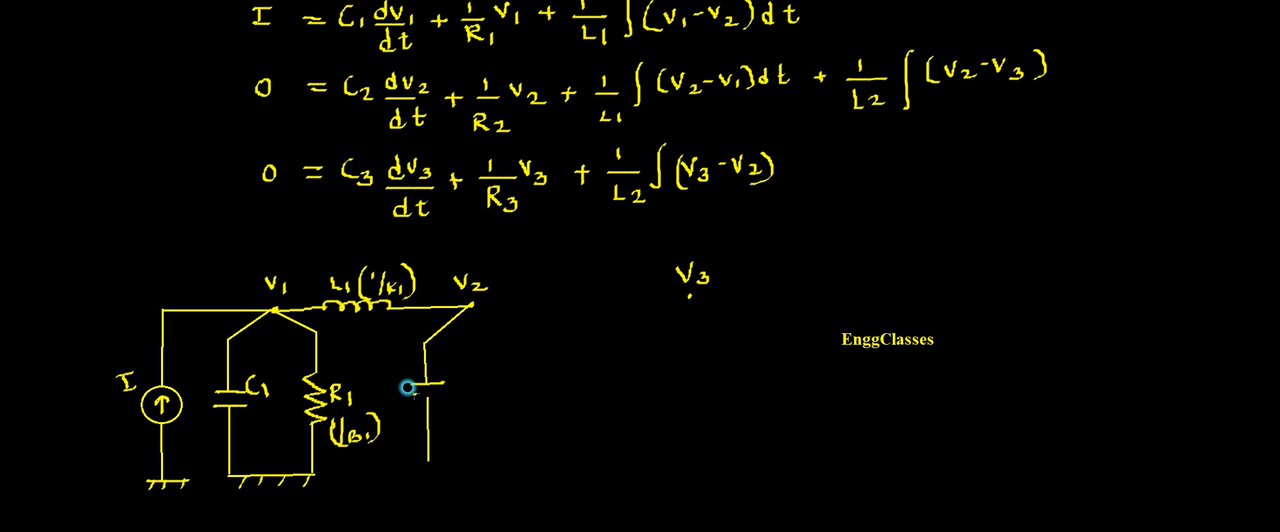 I = C₁ dv₁/dt + 1/R₁ V₁ + 1/L₁ ∫(v₁-v₂)dt
0 = C₂ dv₂/dt + 1/R₂ V₂ + 1/L₁ ∫(v₂-v₁)dt + 1/L₂ ∫(v₂-v₃)
0 = C₃ dv₃/dt + 1/R₃ V₃ + 1/L₂ ∫(v₃-v₂)
V₁ L₁(1/K₁) V₂ V₃
EnggClasses
I C₁ R₁
(1/B₁)